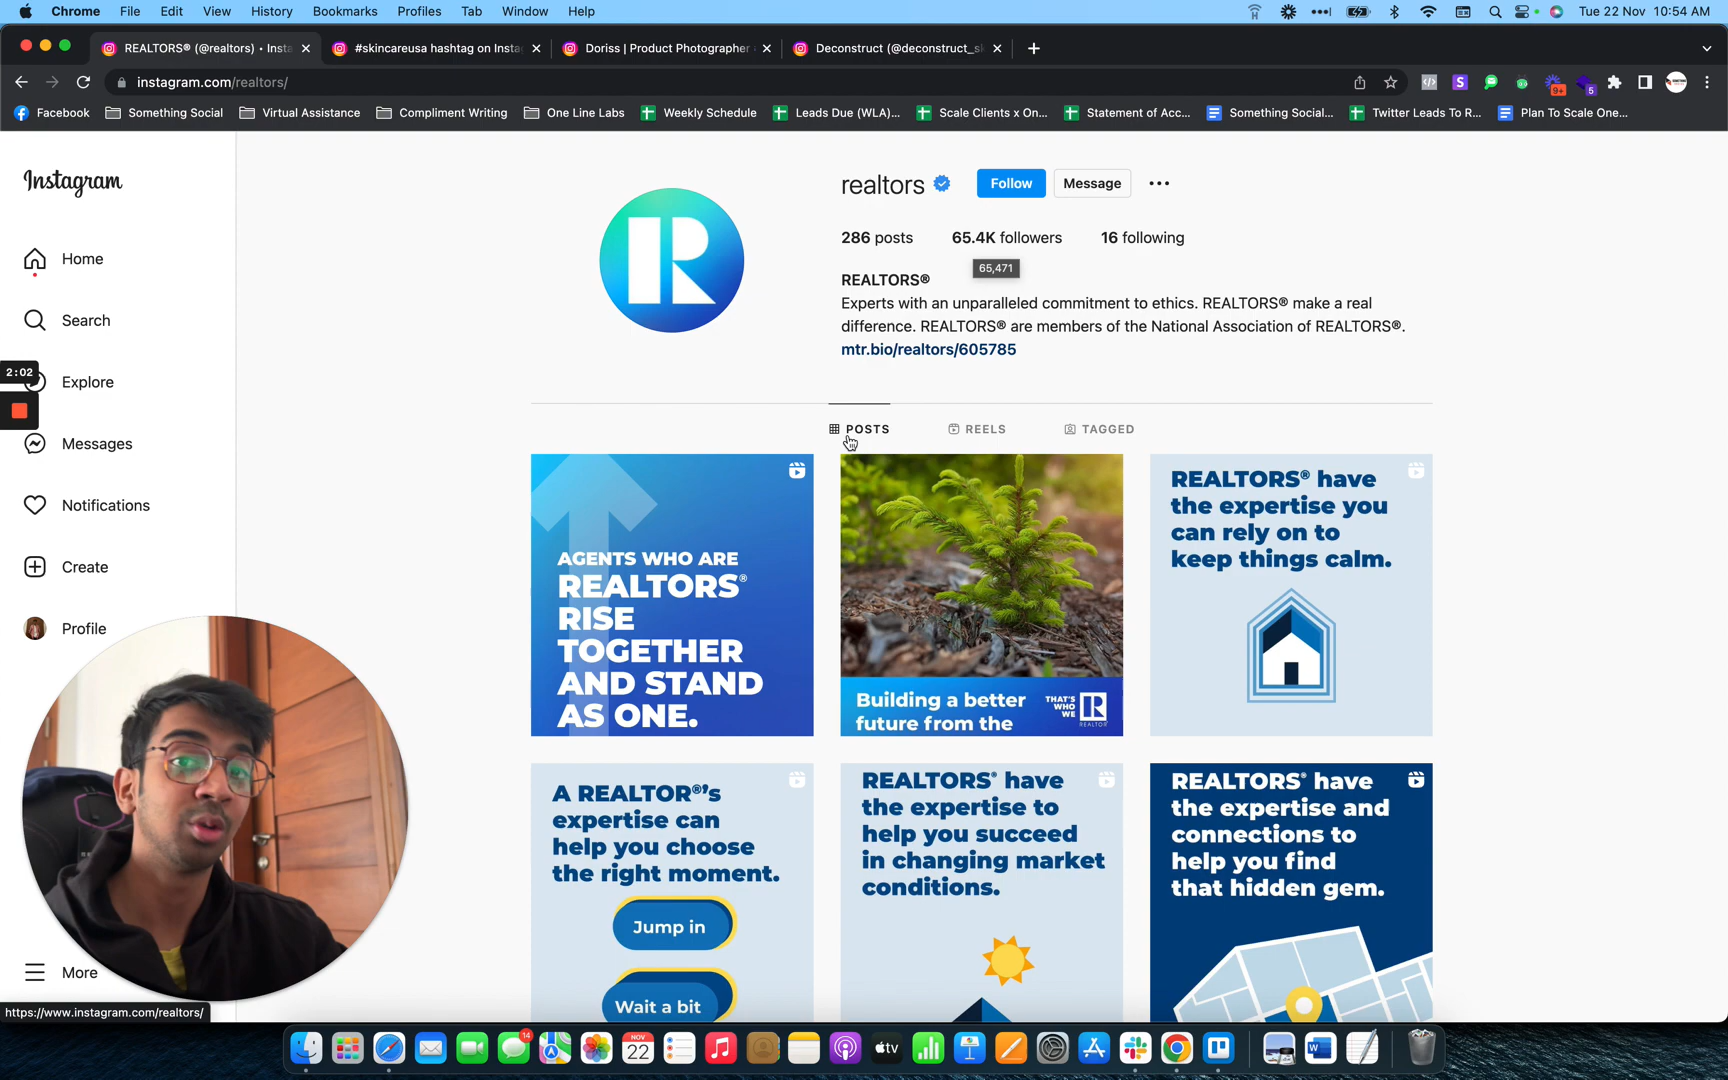 Chrome File Edit View History Bookmarks Profiles Tab Window Help Tue 22 Nov 10:54 AM
REALTORS® (@realtors) • Insta #skincareusa hashtag on Insta Doriss | Product Photographer Deconstruct (@deconstruct_sk
instagram.com/realtors/
S 9+ 5
Facebook Something Social Virtual Assistance Compliment Writing One Line Labs Weekly Schedule Leads Due (WLA)... Scale Clients x On... Statement of Acc... Something Social... Twitter Leads To R... Plan To Scale One...
Instagram
Home
Search
2:02
Explore
Messages
Notifications
Create
Profile
More
https://www.instagram.com/realtors/
R
realtors Follow Message
286 posts 65.4K followers 16 following
65,471
REALTORS®
Experts with an unparalleled commitment to ethics. REALTORS® make a real
difference. REALTORS® are members of the National Association of REALTORS®.
mtr.bio/realtors/605785
POSTS REELS TAGGED
AGENTS WHO ARE
REALTORS®
RISE
TOGETHER
AND STAND
AS ONE.
Building a better
future from the
THAT'S
WHO
WE
R
REALTOR®
REALTORS® have
the expertise you
can rely on to
keep things calm.
A REALTOR®'s
expertise can
help you choose
the right moment.
Jump in
Wait a bit
REALTORS® have
the expertise to
help you succeed
in changing market
conditions.
REALTORS® have
the expertise and
connections to
help you find
that hidden gem.
14
NOV
22
tv
W